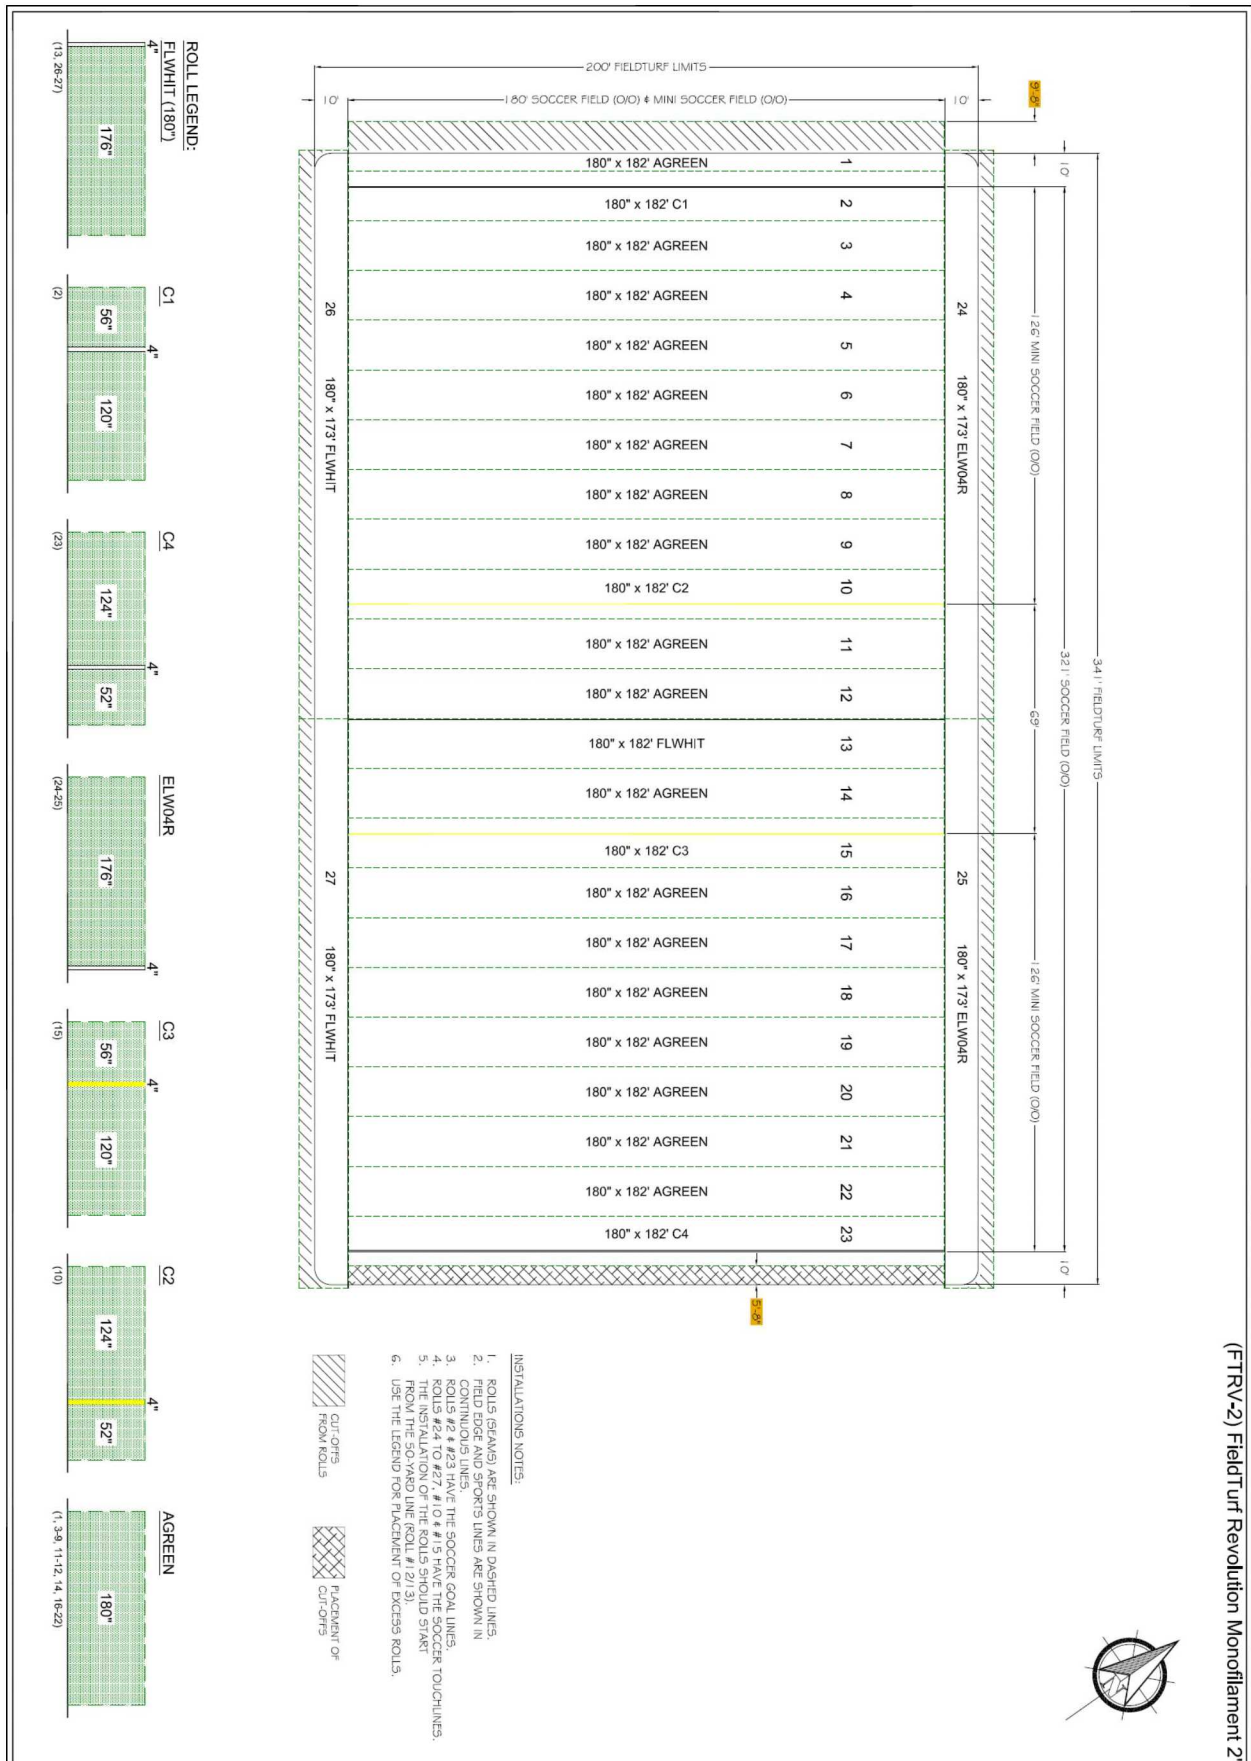 (FTRV-2) FieldTurf Revolution Monofilament 2
341' FIELDTURF LIMITS
10'
321' SOCCER FIELD (O/O)
10'
9'-8"
126' MINI SOCCER FIELD (O/O)
69'
126' MINI SOCCER FIELD (O/O)
200' FIELDTURF LIMITS
10'
180' SOCCER FIELD (O/O) & MINI SOCCER FIELD (O/O)
10'
24
180" x 173' ELW04R
25
180" x 173' ELW04R
1
180" x 182' AGREEN
2
180" x 182' C1
3
180" x 182' AGREEN
4
180" x 182' AGREEN
5
180" x 182' AGREEN
6
180" x 182' AGREEN
7
180" x 182' AGREEN
8
180" x 182' AGREEN
9
180" x 182' AGREEN
10
180" x 182' C2
11
180" x 182' AGREEN
12
180" x 182' AGREEN
13
180" x 182' FLWHIT
14
180" x 182' AGREEN
15
180" x 182' C3
16
180" x 182' AGREEN
17
180" x 182' AGREEN
18
180" x 182' AGREEN
19
180" x 182' AGREEN
20
180" x 182' AGREEN
21
180" x 182' AGREEN
22
180" x 182' AGREEN
23
180" x 182' C4
5'-8"
26
180" x 173' FLWHIT
27
180" x 173' FLWHIT
INSTALLATIONS NOTES:
1. ROLLS (SEAMS) ARE SHOWN IN DASHED LINES.
2. FIELD EDGE AND SPORTS LINES ARE SHOWN IN
CONTINUOUS LINES.
3. ROLLS #2 & #23 HAVE THE SOCCER GOAL LINES.
4. ROLLS #24 TO #27, #10 & #15 HAVE THE SOCCER TOUCHLINES.
5. THE INSTALLATION OF THE ROLLS SHOULD START
FROM THE 50-YARD LINE (ROLL #12/13).
6. USE THE LEGEND FOR PLACEMENT OF EXCESS ROLLS.
CUT-OFFS
FROM ROLLS
PLACEMENT OF
CUT-OFFS
ROLL LEGEND:
FLWHIT (180")
4"
176"
(13, 26-27)
C1
56"
4"
120"
(2)
C4
124"
4"
52"
(23)
ELW04R
176"
4"
(24-25)
C3
56"
4"
120"
(15)
C2
124"
4"
52"
(10)
AGREEN
180"
(1, 3-9, 11-12, 14, 16-22)